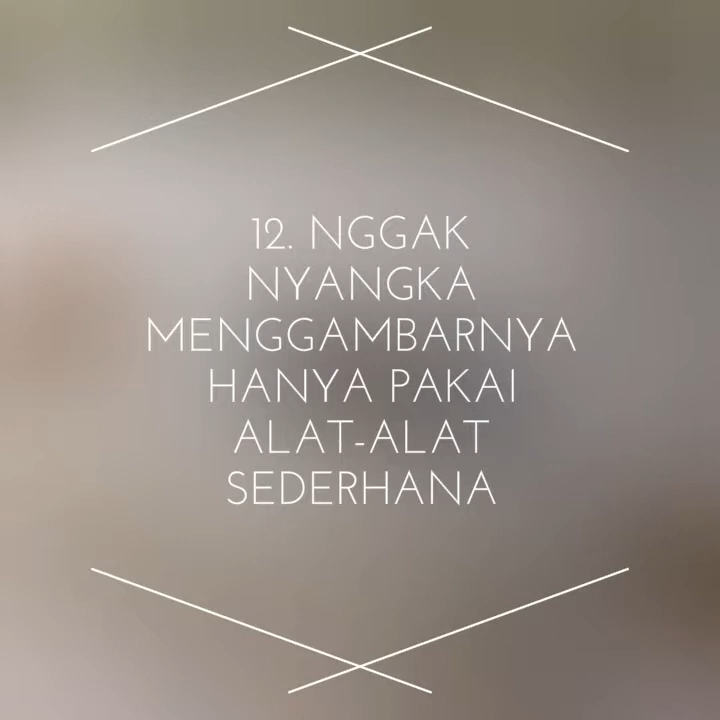 12. NGGAK
NYANGKA
MENGGAMBARNYA
HANYA PAKAI
ALAT-ALAT
SEDERHANA